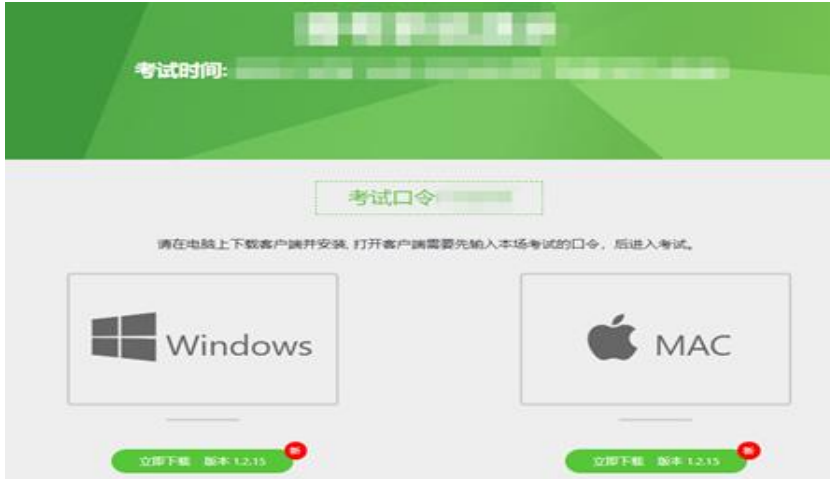 考试时间:
考试口令
请在电脑上下载客户端并安装, 打开客户端需要先输入本场考试的口令，后进入考试。
Windows
MAC
新
立即下载 版本 1.2.15
新
立即下载 版本 1.2.15